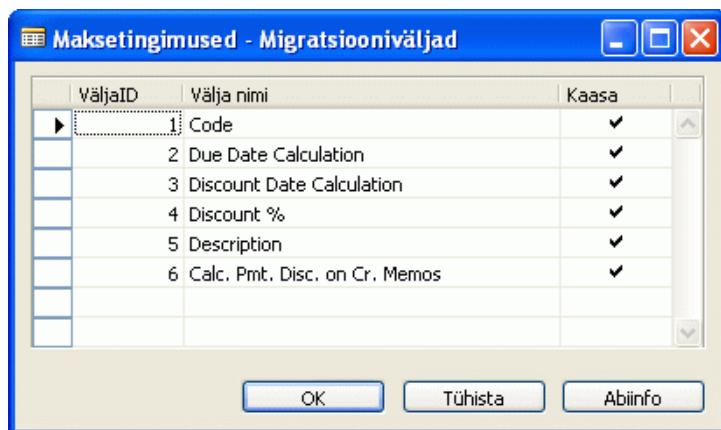 Maksetingimused - Migratsiooniväljad
VäljaID Välja nimi Kaasa
1 Code
2 Due Date Calculation
3 Discount Date Calculation
4 Discount %
5 Description
6 Calc. Pmt. Disc. on Cr. Memos
OK Tühista Abiinfo